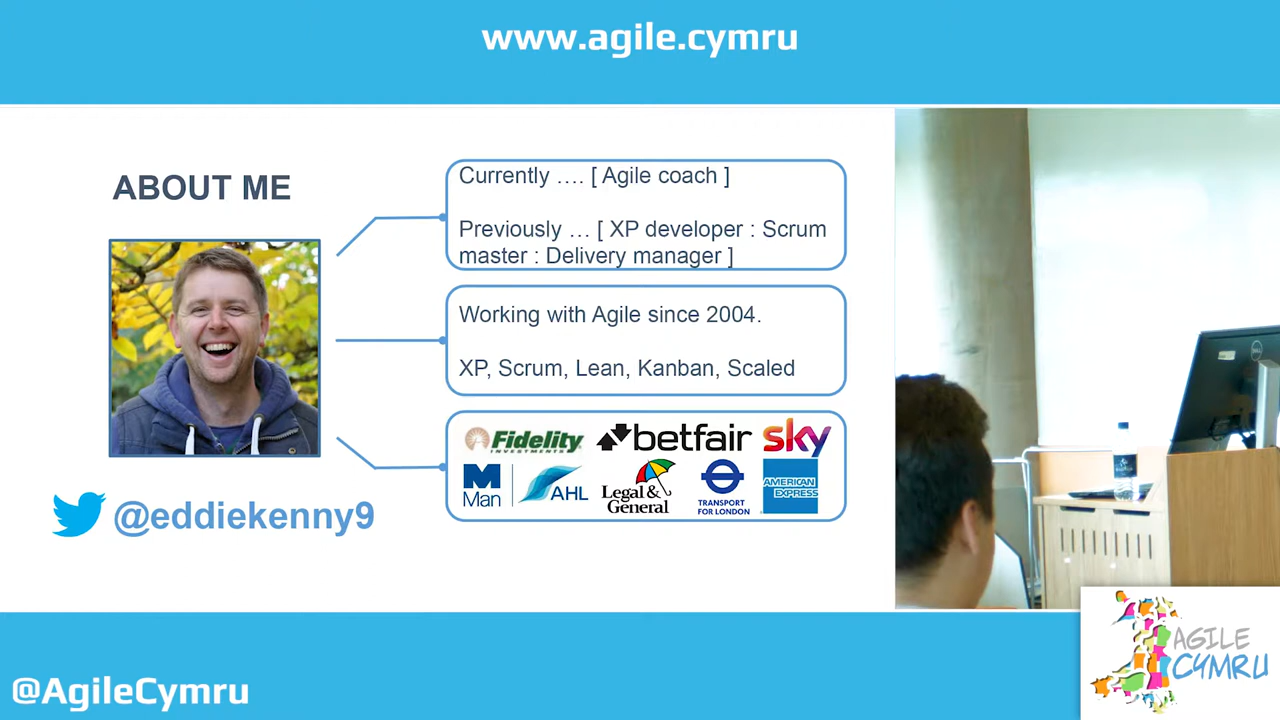 www.agile.cymru
ABOUT ME
Currently …. [ Agile coach ]
Previously … [ XP developer : Scrum
master : Delivery manager ]
Working with Agile since 2004.
XP, Scrum, Lean, Kanban, Scaled
Fidelity
INVESTMENTS
betfair
sky
Man
AHL
Legal &
General
TRANSPORT
FOR LONDON
AMERICAN
EXPRESS
@eddiekenny9
DELL
AGILE
CYMRU
@AgileCymru